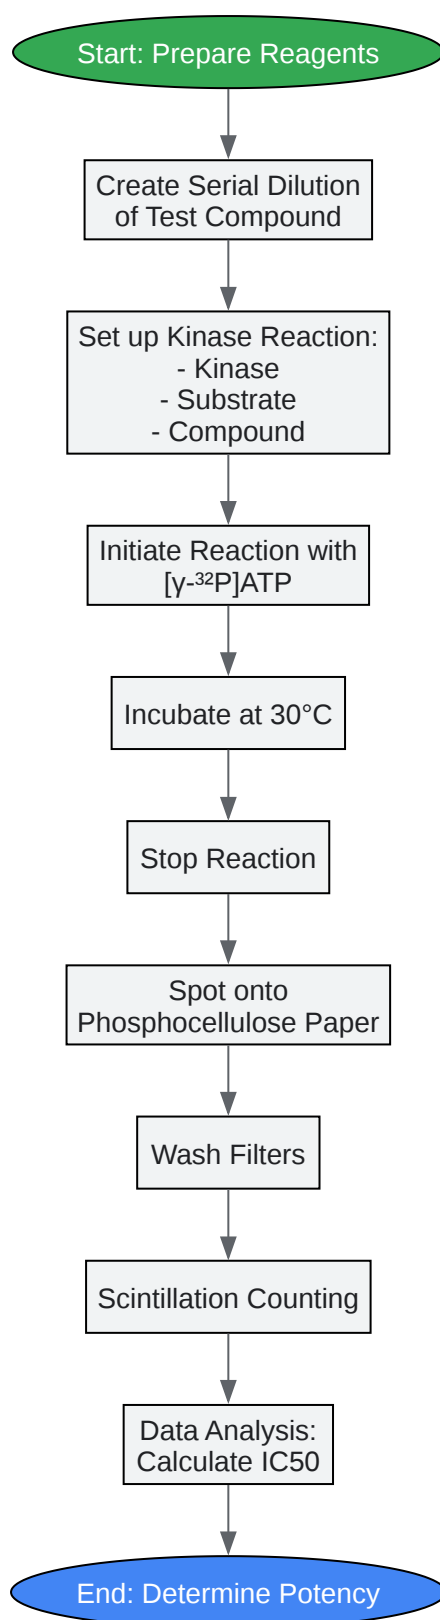 Start: Prepare Reagents
Create Serial Dilution
of Test Compound
Set up Kinase Reaction:
- Kinase
- Substrate
- Compound
Initiate Reaction with
[γ-³²P]ATP
Incubate at 30°C
Stop Reaction
Spot onto
Phosphocellulose Paper
Wash Filters
Scintillation Counting
Data Analysis:
Calculate IC50
End: Determine Potency